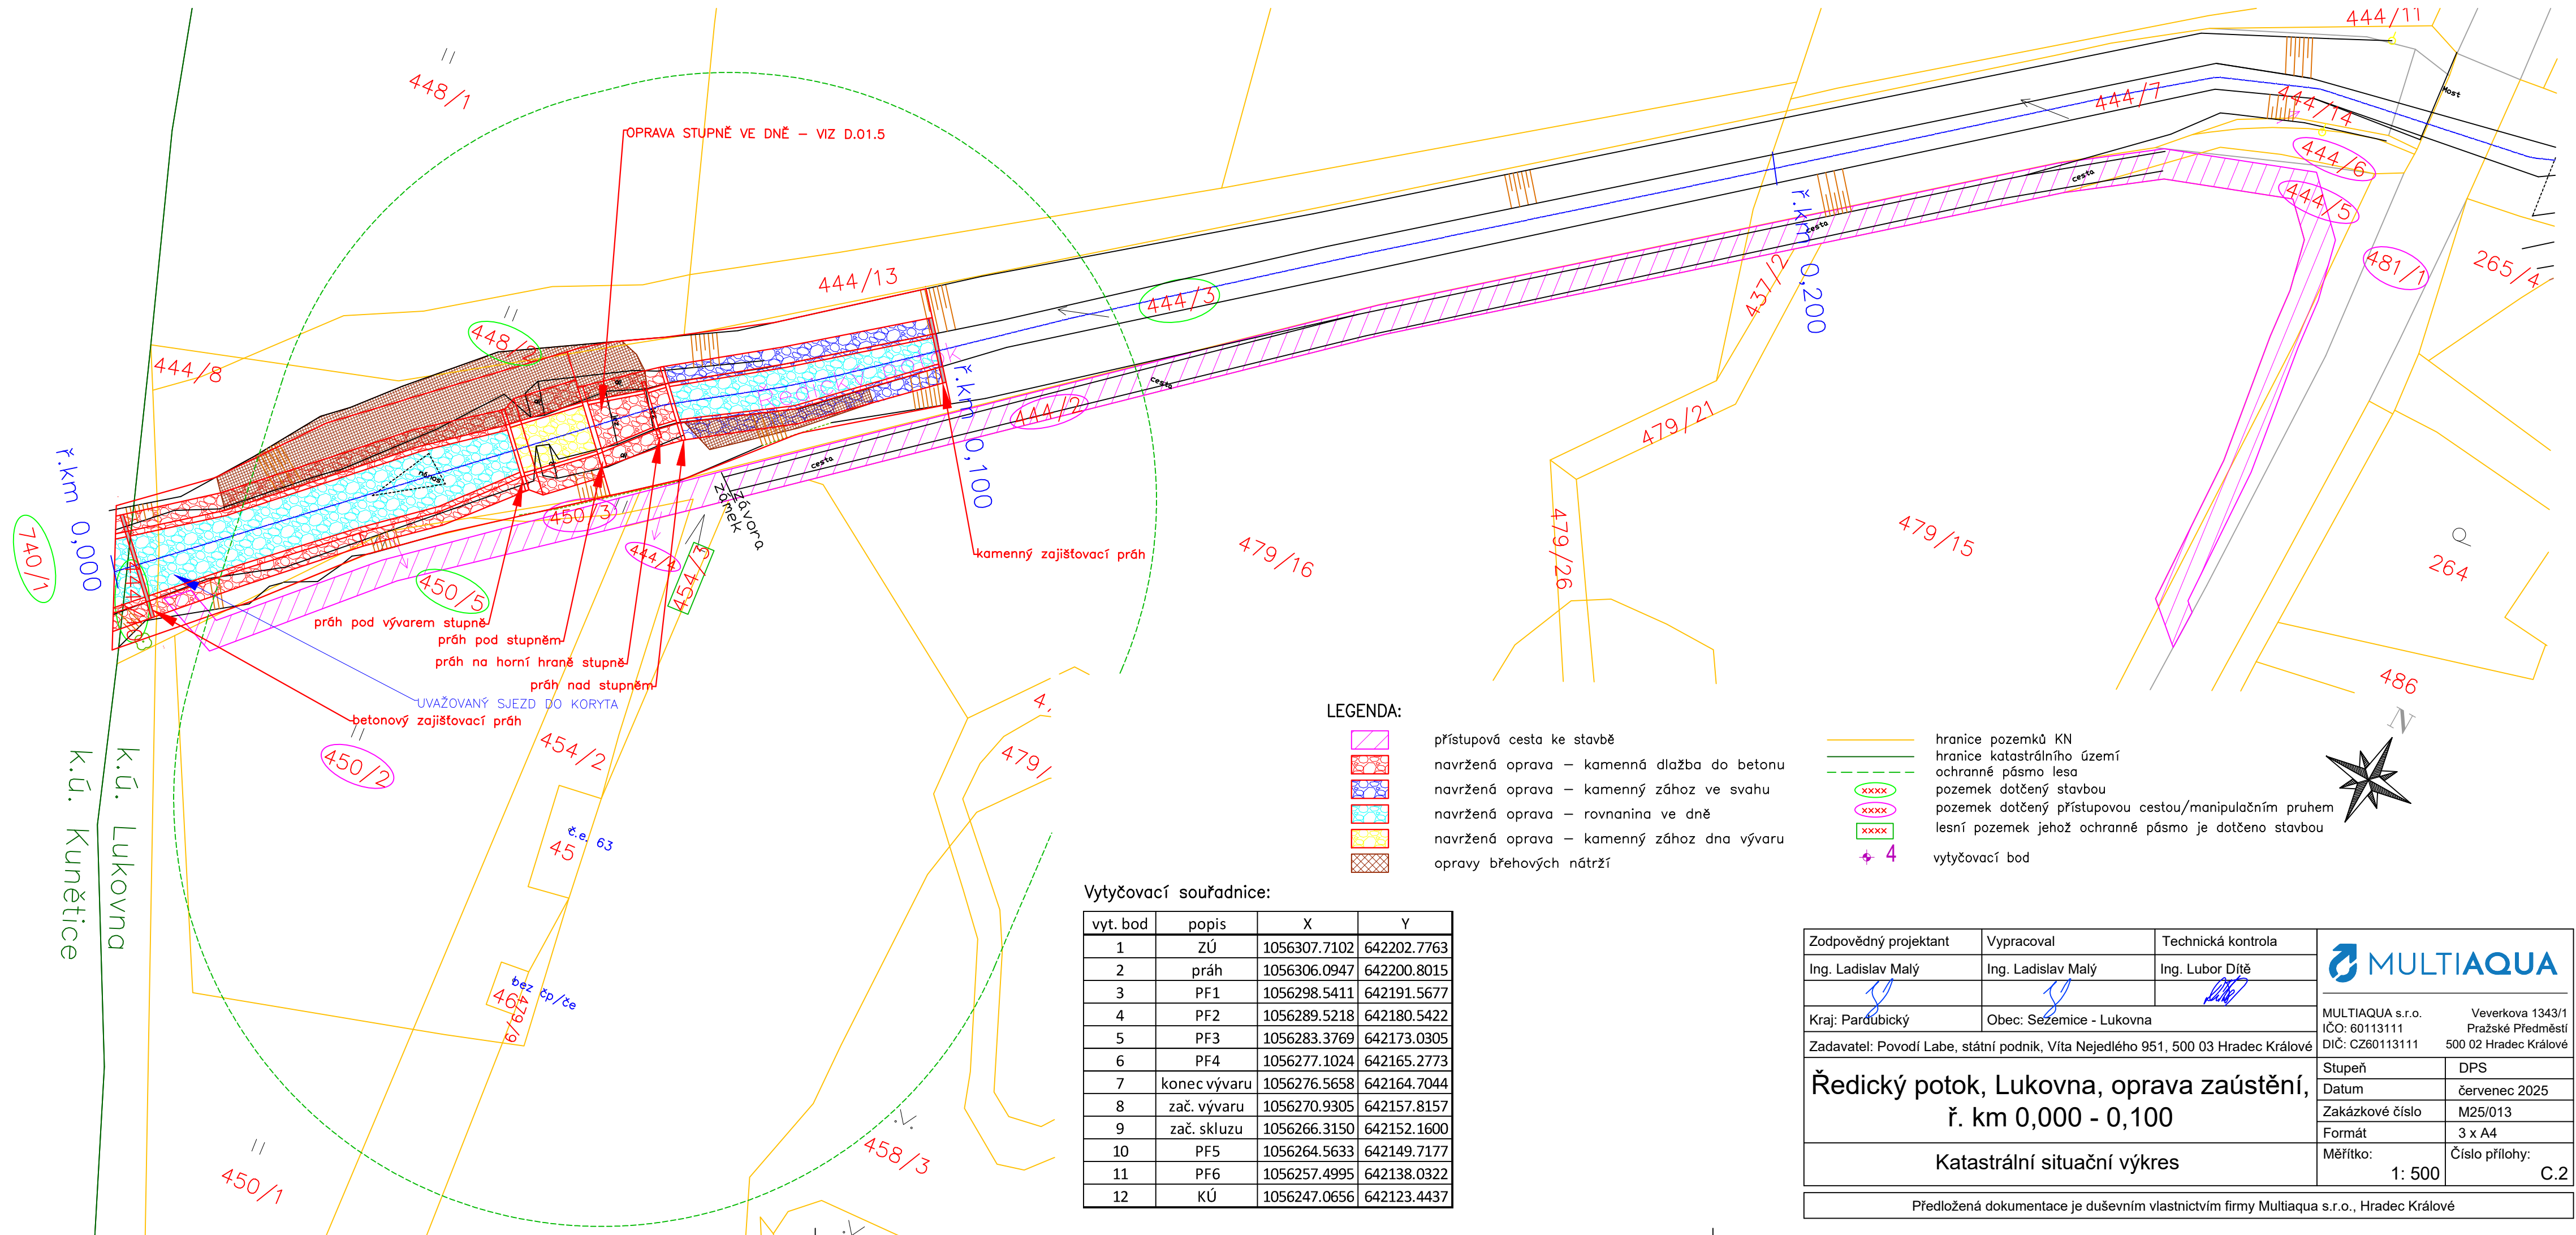 444/11
448/1
Most
444/7
444/14
OPRAVA STUPNĚ VE DNĚ – VIZ D.01.5
444/6
444/5
cesta
ř.km 0,200
cesta
481/1
265/4
437/2
444/13
444/3
448/2
444/8
cesta
444/2
479/21
ř.km 0,100
cesta
nános
závora
zámek
ř.km 0,000
740/1
450/3
444/4
454/3
450/5
kamenný zajišťovací práh
479/16
479/26
479/15
264
práh pod vývarem stupně
práh pod stupněm
práh na horní hraně stupně
práh nad stupněm
UVAŽOVANÝ SJEZD DO KORYTA
betonový zajišťovací práh
486
N
k.ú. Lukovna
k.ú. Kunětice
450/2
454/2
479/
č.e. 63
45
bez čp/če
46
479/9
458/3
450/1
LEGENDA:
přístupová cesta ke stavbě
navržená oprava – kamenná dlažba do betonu
navržená oprava – kamenný zához ve svahu
navržená oprava – rovnanina ve dně
navržená oprava – kamenný zához dna vývaru
opravy břehových nátrží
hranice pozemků KN
hranice katastrálního území
ochranné pásmo lesa
xxxx pozemek dotčený stavbou
xxxx pozemek dotčený přístupovou cestou/manipulačním pruhem
xxxx lesní pozemek jehož ochranné pásmo je dotčeno stavbou
4 vytyčovací bod
Vytyčovací souřadnice:
vyt. bod popis X Y
1 ZÚ 1056307.7102 642202.7763
2 práh 1056306.0947 642200.8015
3 PF1 1056298.5411 642191.5677
4 PF2 1056289.5218 642180.5422
5 PF3 1056283.3769 642173.0305
6 PF4 1056277.1024 642165.2773
7 konec vývaru 1056276.5658 642164.7044
8 zač. vývaru 1056270.9305 642157.8157
9 zač. skluzu 1056266.3150 642152.1600
10 PF5 1056264.5633 642149.7177
11 PF6 1056257.4995 642138.0322
12 KÚ 1056247.0656 642123.4437
Zodpovědný projektant Vypracoval Technická kontrola
Ing. Ladislav Malý Ing. Ladislav Malý Ing. Lubor Dítě
Kraj: Pardubický Obec: Sezemice - Lukovna
Zadavatel: Povodí Labe, státní podnik, Víta Nejedlého 951, 500 03 Hradec Králové
MULTIAQUA
MULTIAQUA s.r.o. Veverkova 1343/1
IČO: 60113111 Pražské Předměstí
DIČ: CZ60113111 500 02 Hradec Králové
Ředický potok, Lukovna, oprava zaústění,
ř. km 0,000 - 0,100
Stupeň DPS
Datum červenec 2025
Zakázkové číslo M25/013
Formát 3 x A4
Katastrální situační výkres
Měřítko: Číslo přílohy:
1: 500 C.2
Předložená dokumentace je duševním vlastnictvím firmy Multiaqua s.r.o., Hradec Králové